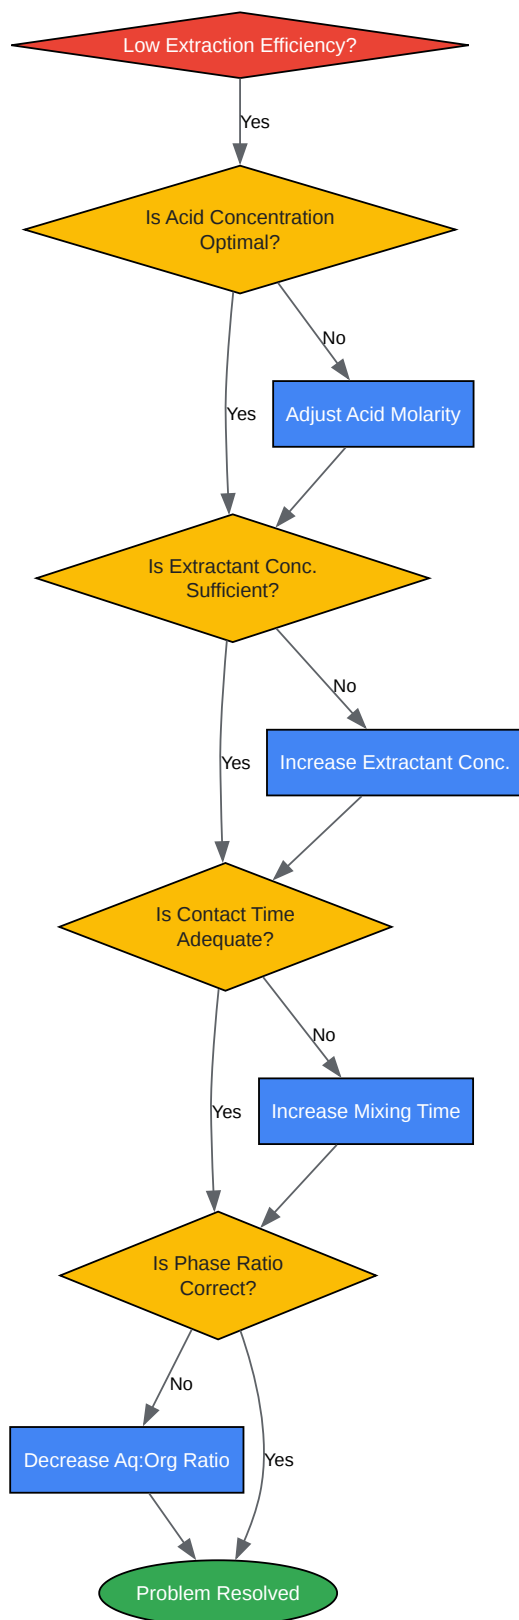 Low Extraction Efficiency?
Yes
Is Acid Concentration
Optimal?
No
Yes
Adjust Acid Molarity
Is Extractant Conc.
Sufficient?
No
Yes
Increase Extractant Conc.
Is Contact Time
Adequate?
No
Yes
Increase Mixing Time
Is Phase Ratio
Correct?
No
Yes
Decrease Aq:Org Ratio
Problem Resolved